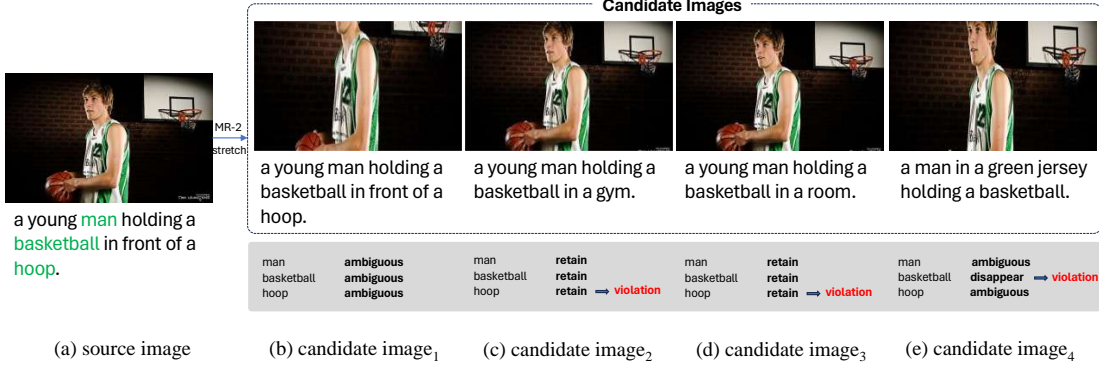 Candidate Images
MR-2
stretch
a young man holding a
basketball in front of a
hoop.
a young man holding a
basketball in front of a
hoop.
a young man holding a
basketball in a gym.
a young man holding a
basketball in a room.
a man in a green jersey
holding a basketball.
man ambiguous
basketball ambiguous
hoop ambiguous
man retain
basketball retain
hoop retain violation
man retain
basketball retain
hoop retain violation
man ambiguous
basketball disappear violation
hoop ambiguous
(a) source image
(b) candidate image₁
(c) candidate image₂
(d) candidate image₃
(e) candidate image₄